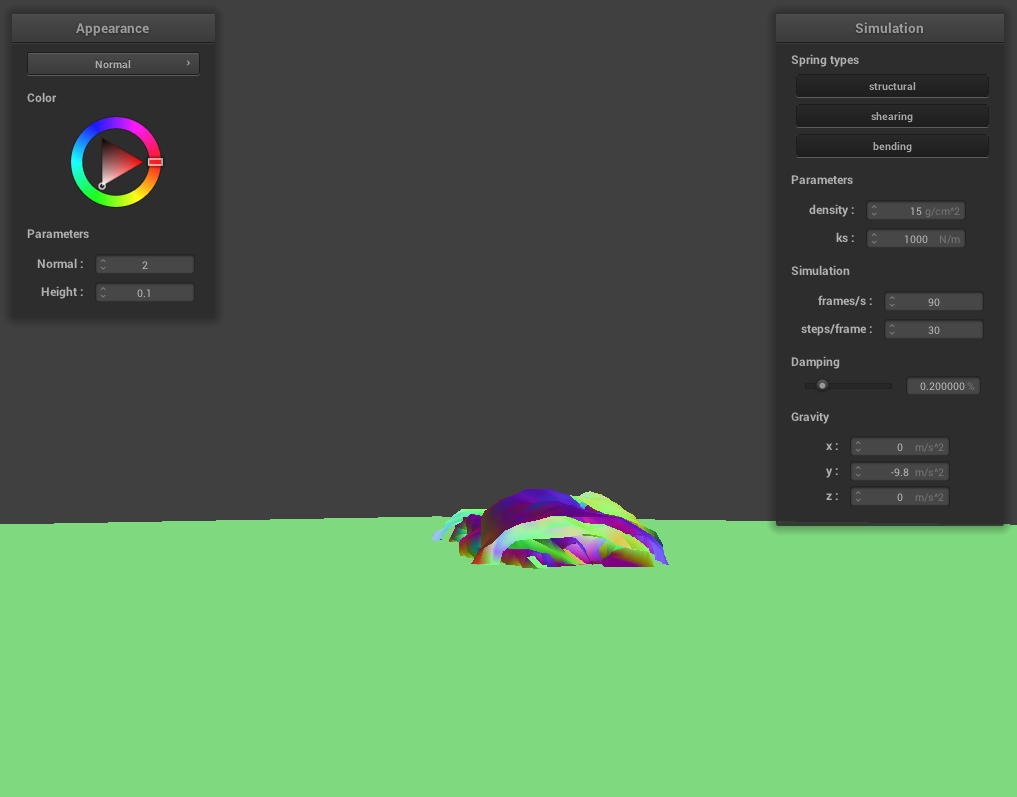 Appearance
Normal ›
Color
Parameters
Normal : 2
Height : 0.1
Simulation
Spring types
structural
shearing
bending
Parameters
density : 15 g/cm^2
ks : 1000 N/m
Simulation
frames/s : 90
steps/frame : 30
Damping
0.200000 %
Gravity
x : 0 m/s^2
y : -9.8 m/s^2
z : 0 m/s^2